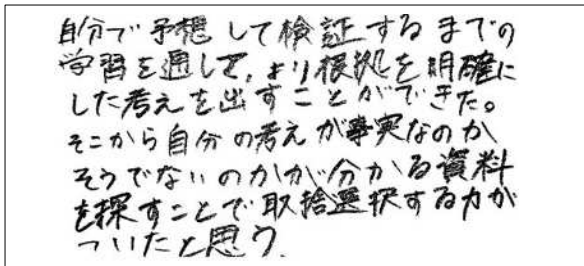 自分で予想して検証するまでの
学習を通して、より根拠を明確に
した考えを出すことができた。
そこから自分の考えが事実なのか
そうでないのかが分かる資料
を探すことで取捨選択する力が
ついたと思う。